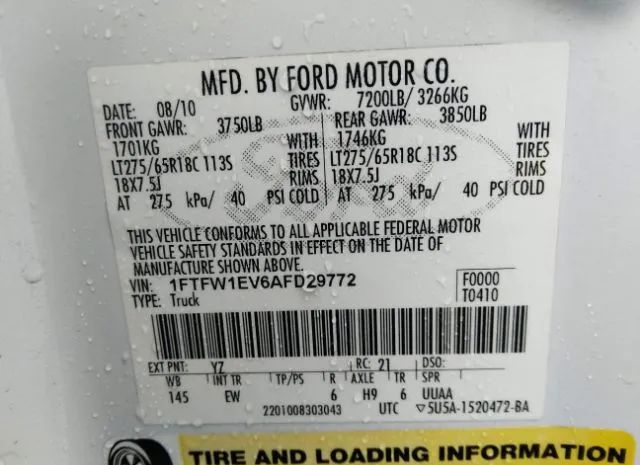 MFD. BY FORD MOTOR CO.
DATE: 08/10 GVWR: 7200LB/ 3266KG
FRONT GAWR: 3750LB REAR GAWR: 3850LB
1701KG WITH 1746KG WITH
LT275/65R18C 113S TIRES LT275/65R18C 113S TIRES
18X7.5J RIMS 18X7.5J RIMS
AT 275 kPa/ 40 PSI COLD AT 275 kPa/ 40 PSI COLD
THIS VEHICLE CONFORMS TO ALL APPLICABLE FEDERAL MOTOR
VEHICLE SAFETY STANDARDS IN EFFECT ON THE DATE OF
MANUFACTURE SHOWN ABOVE.
VIN: 1FTFW1EV6AFD29772 F0000
TYPE: Truck T0410
EXT PNT: YZ RC: 21 DSO:
WB INT TR TP/PS R AXLE TR SPR
145 EW 6 H9 6 UUAA
2201008303043 UTC ▽5U5A-1520472-BA
TIRE AND LOADING INFORMATION